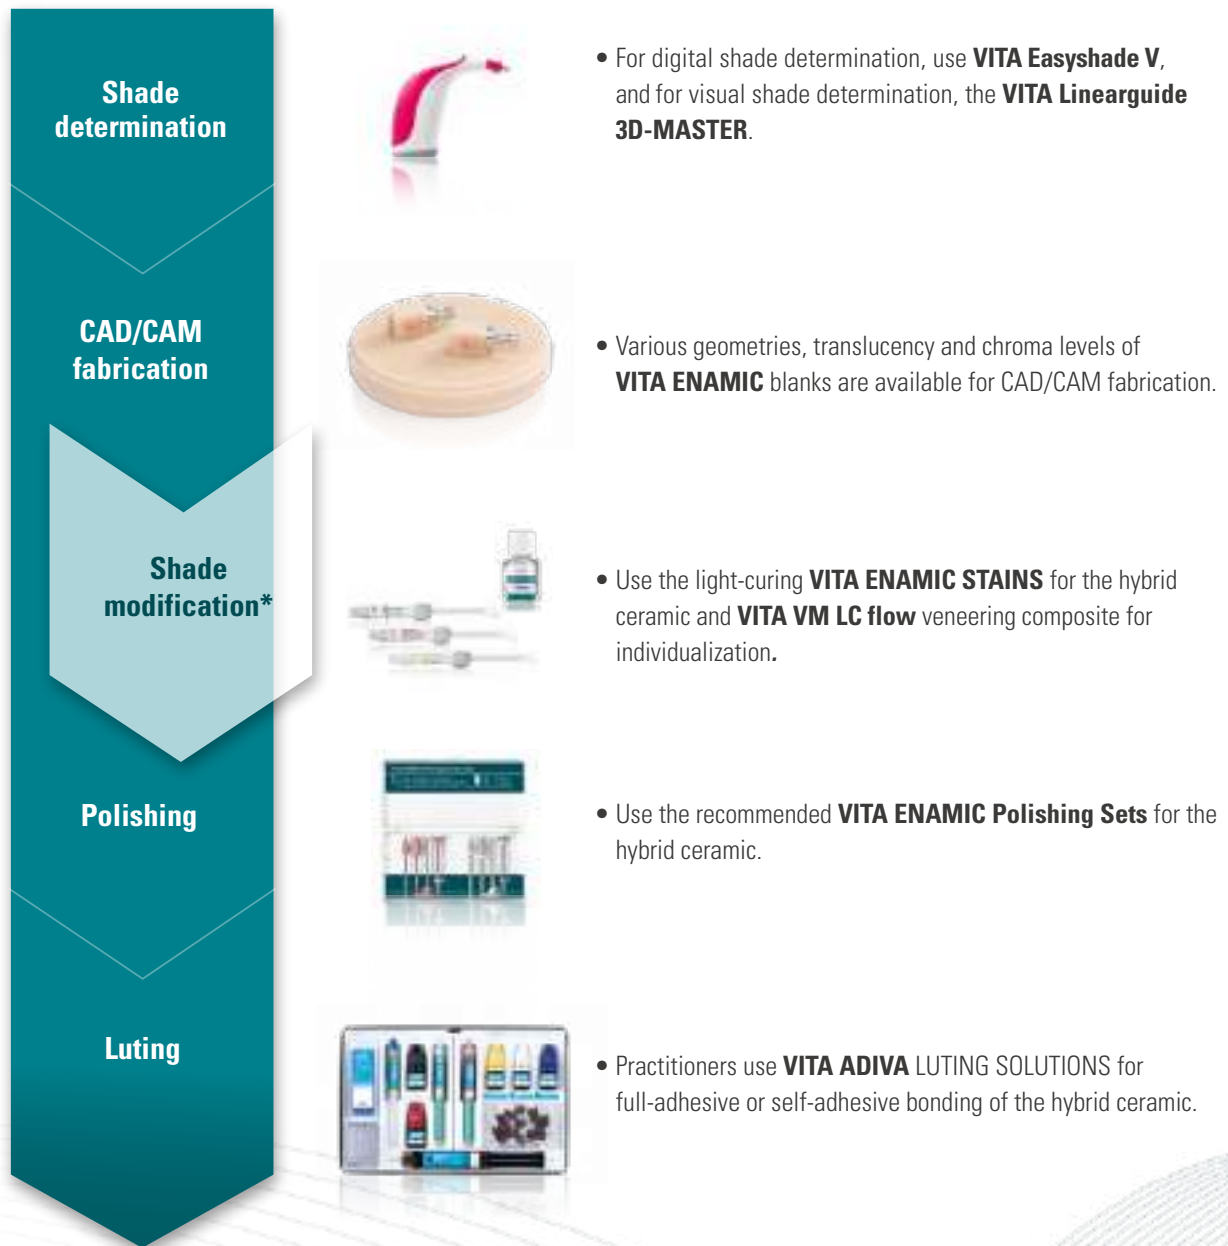 Shade
determination
• For digital shade determination, use VITA Easyshade V,
and for visual shade determination, the VITA Linearguide
3D-MASTER.
CAD/CAM
fabrication
• Various geometries, translucency and chroma levels of
VITA ENAMIC blanks are available for CAD/CAM fabrication.
Shade
modification*
• Use the light-curing VITA ENAMIC STAINS for the hybrid
ceramic and VITA VM LC flow veneering composite for
individualization.
Polishing
• Use the recommended VITA ENAMIC Polishing Sets for the
hybrid ceramic.
Luting
• Practitioners use VITA ADIVA LUTING SOLUTIONS for
full-adhesive or self-adhesive bonding of the hybrid ceramic.